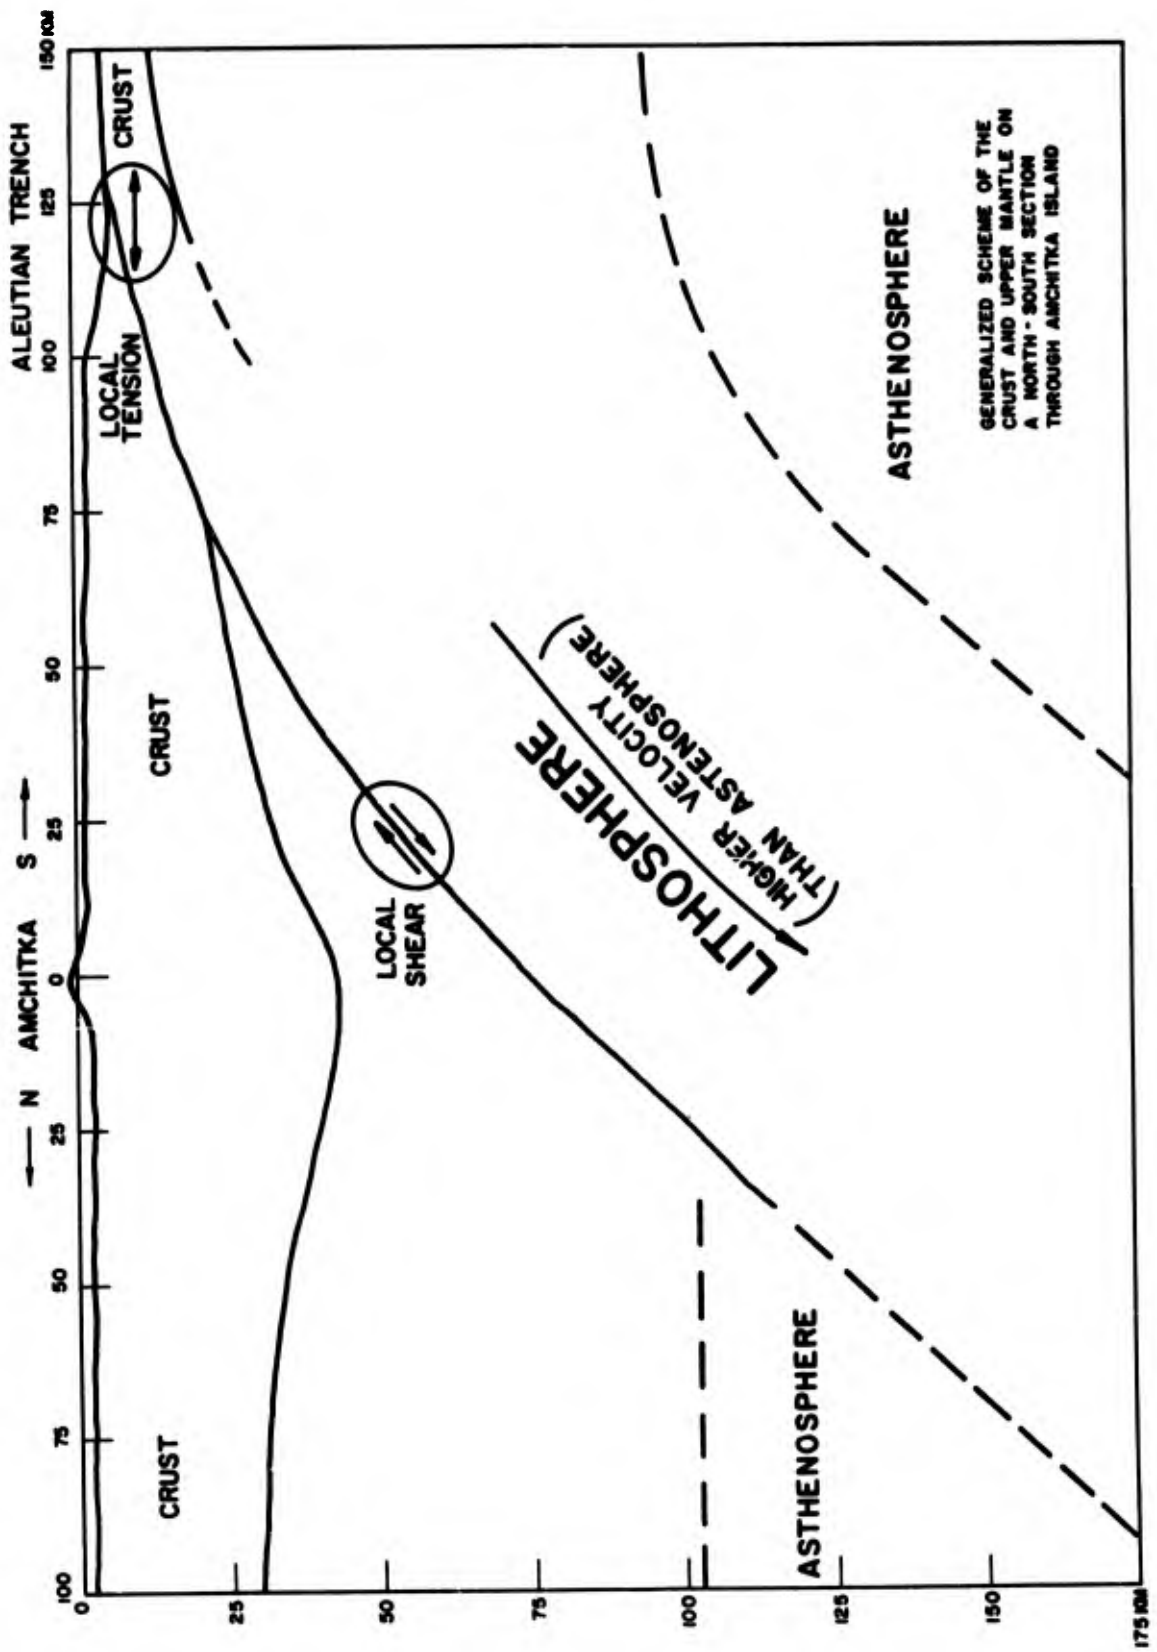 ← N AMCHITKA S →
ALEUTIAN TRENCH
100
75
50
25
0
25
50
75
100
125
150 KM
0
25
50
75
100
125
150
175 KM
CRUST
CRUST
LOCAL
TENSION
CRUST
LOCAL
SHEAR
LITHOSPHERE
(HIGHER VELOCITY
THAN ASTENOSPHERE)
ASTHENOSPHERE
ASTHENOSPHERE
GENERALIZED SCHEME OF THE
CRUST AND UPPER MANTLE ON
A NORTH-SOUTH SECTION
THROUGH AMCHITKA ISLAND